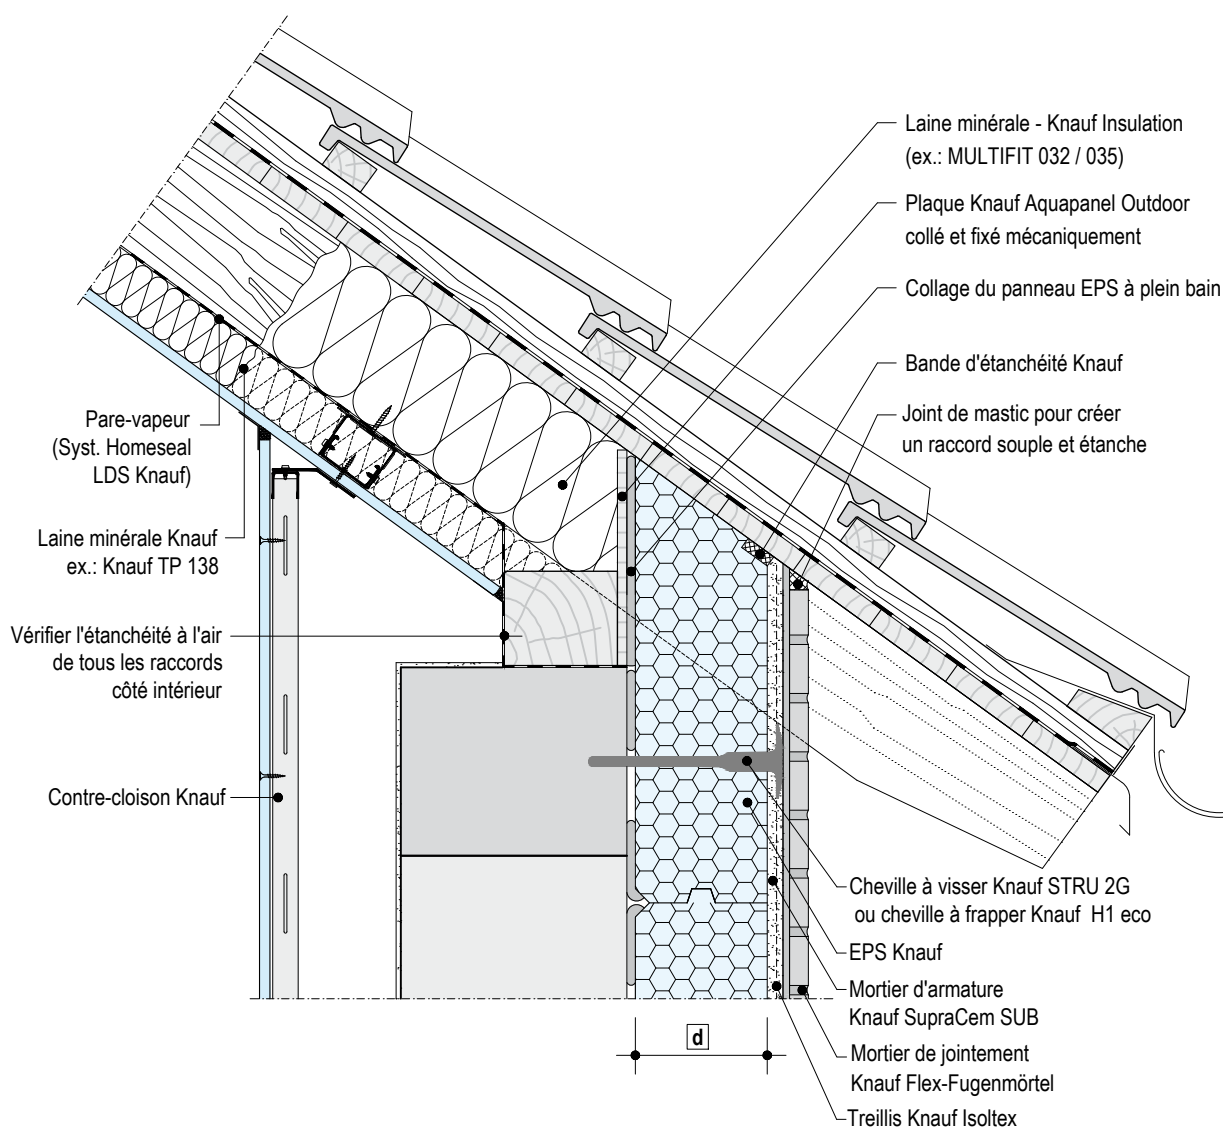 Laine minérale - Knauf Insulation
(ex.: MULTIFIT 032 / 035)
Plaque Knauf Aquapanel Outdoor
collé et fixé mécaniquement
Collage du panneau EPS à plein bain
Bande d'étanchéité Knauf
Joint de mastic pour créer
un raccord souple et étanche
Pare-vapeur
(Syst. Homeseal
LDS Knauf)
Laine minérale Knauf
ex.: Knauf TP 138
Vérifier l'étanchéité à l'air
de tous les raccords
côté intérieur
Contre-cloison Knauf
Cheville à visser Knauf STRU 2G
ou cheville à frapper Knauf H1 eco
EPS Knauf
Mortier d'armature
Knauf SupraCem SUB
Mortier de jointement
Knauf Flex-Fugenmörtel
Treillis Knauf Isoltex
d